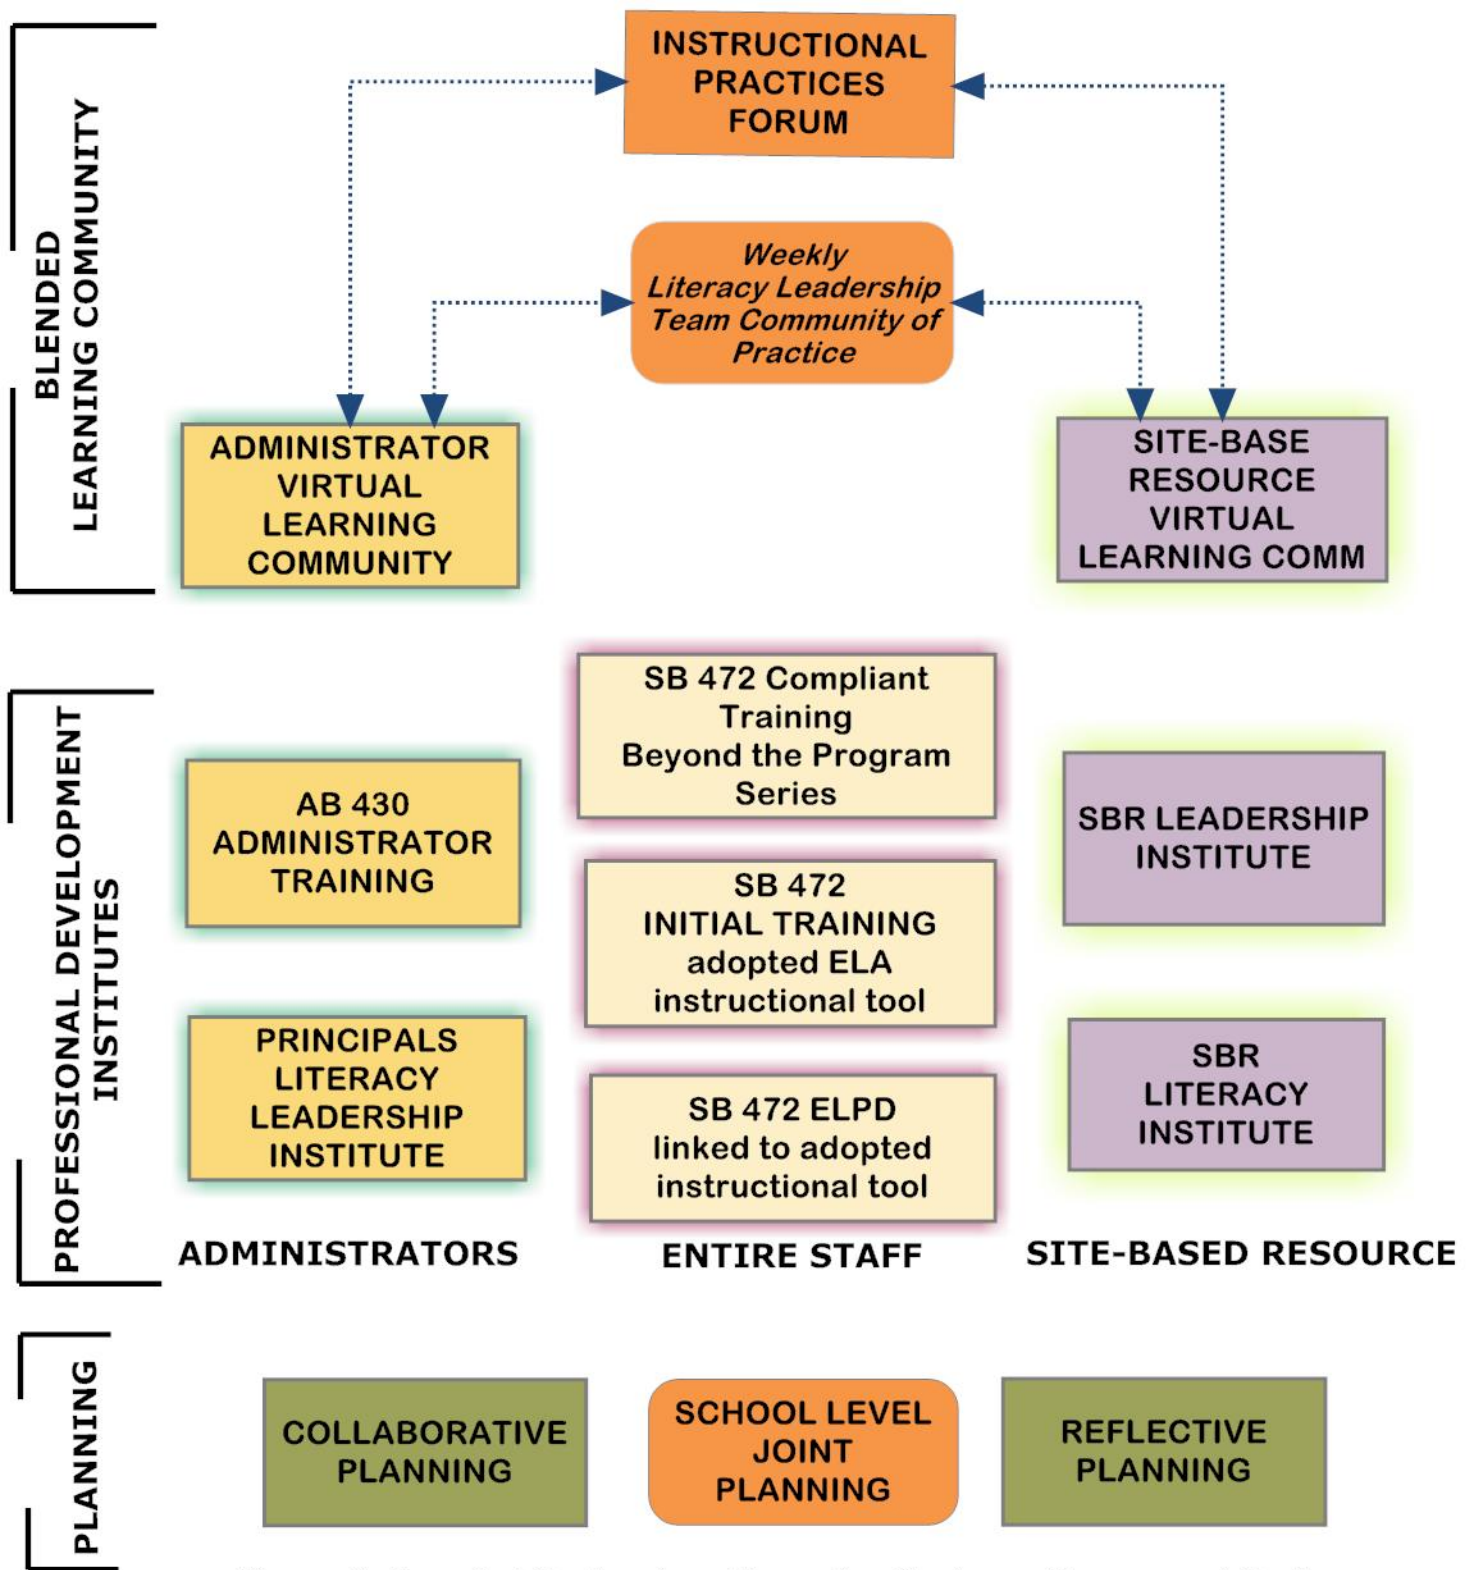 BLENDED
LEARNING COMMUNITY
INSTRUCTIONAL
PRACTICES
FORUM
Weekly
Literacy Leadership
Team Community of
Practice
ADMINISTRATOR
VIRTUAL
LEARNING
COMMUNITY
SITE-BASE
RESOURCE
VIRTUAL
LEARNING COMM
PROFESSIONAL DEVELOPMENT
INSTITUTES
AB 430
ADMINISTRATOR
TRAINING
PRINCIPALS
LITERACY
LEADERSHIP
INSTITUTE
ADMINISTRATORS
SB 472 Compliant
Training
Beyond the Program
Series
SB 472
INITIAL TRAINING
adopted ELA
instructional tool
SB 472 ELPD
linked to adopted
instructional tool
ENTIRE STAFF
SBR LEADERSHIP
INSTITUTE
SBR
LITERACY
INSTITUTE
SITE-BASED RESOURCE
PLANNING
COLLABORATIVE
PLANNING
SCHOOL LEVEL
JOINT
PLANNING
REFLECTIVE
PLANNING